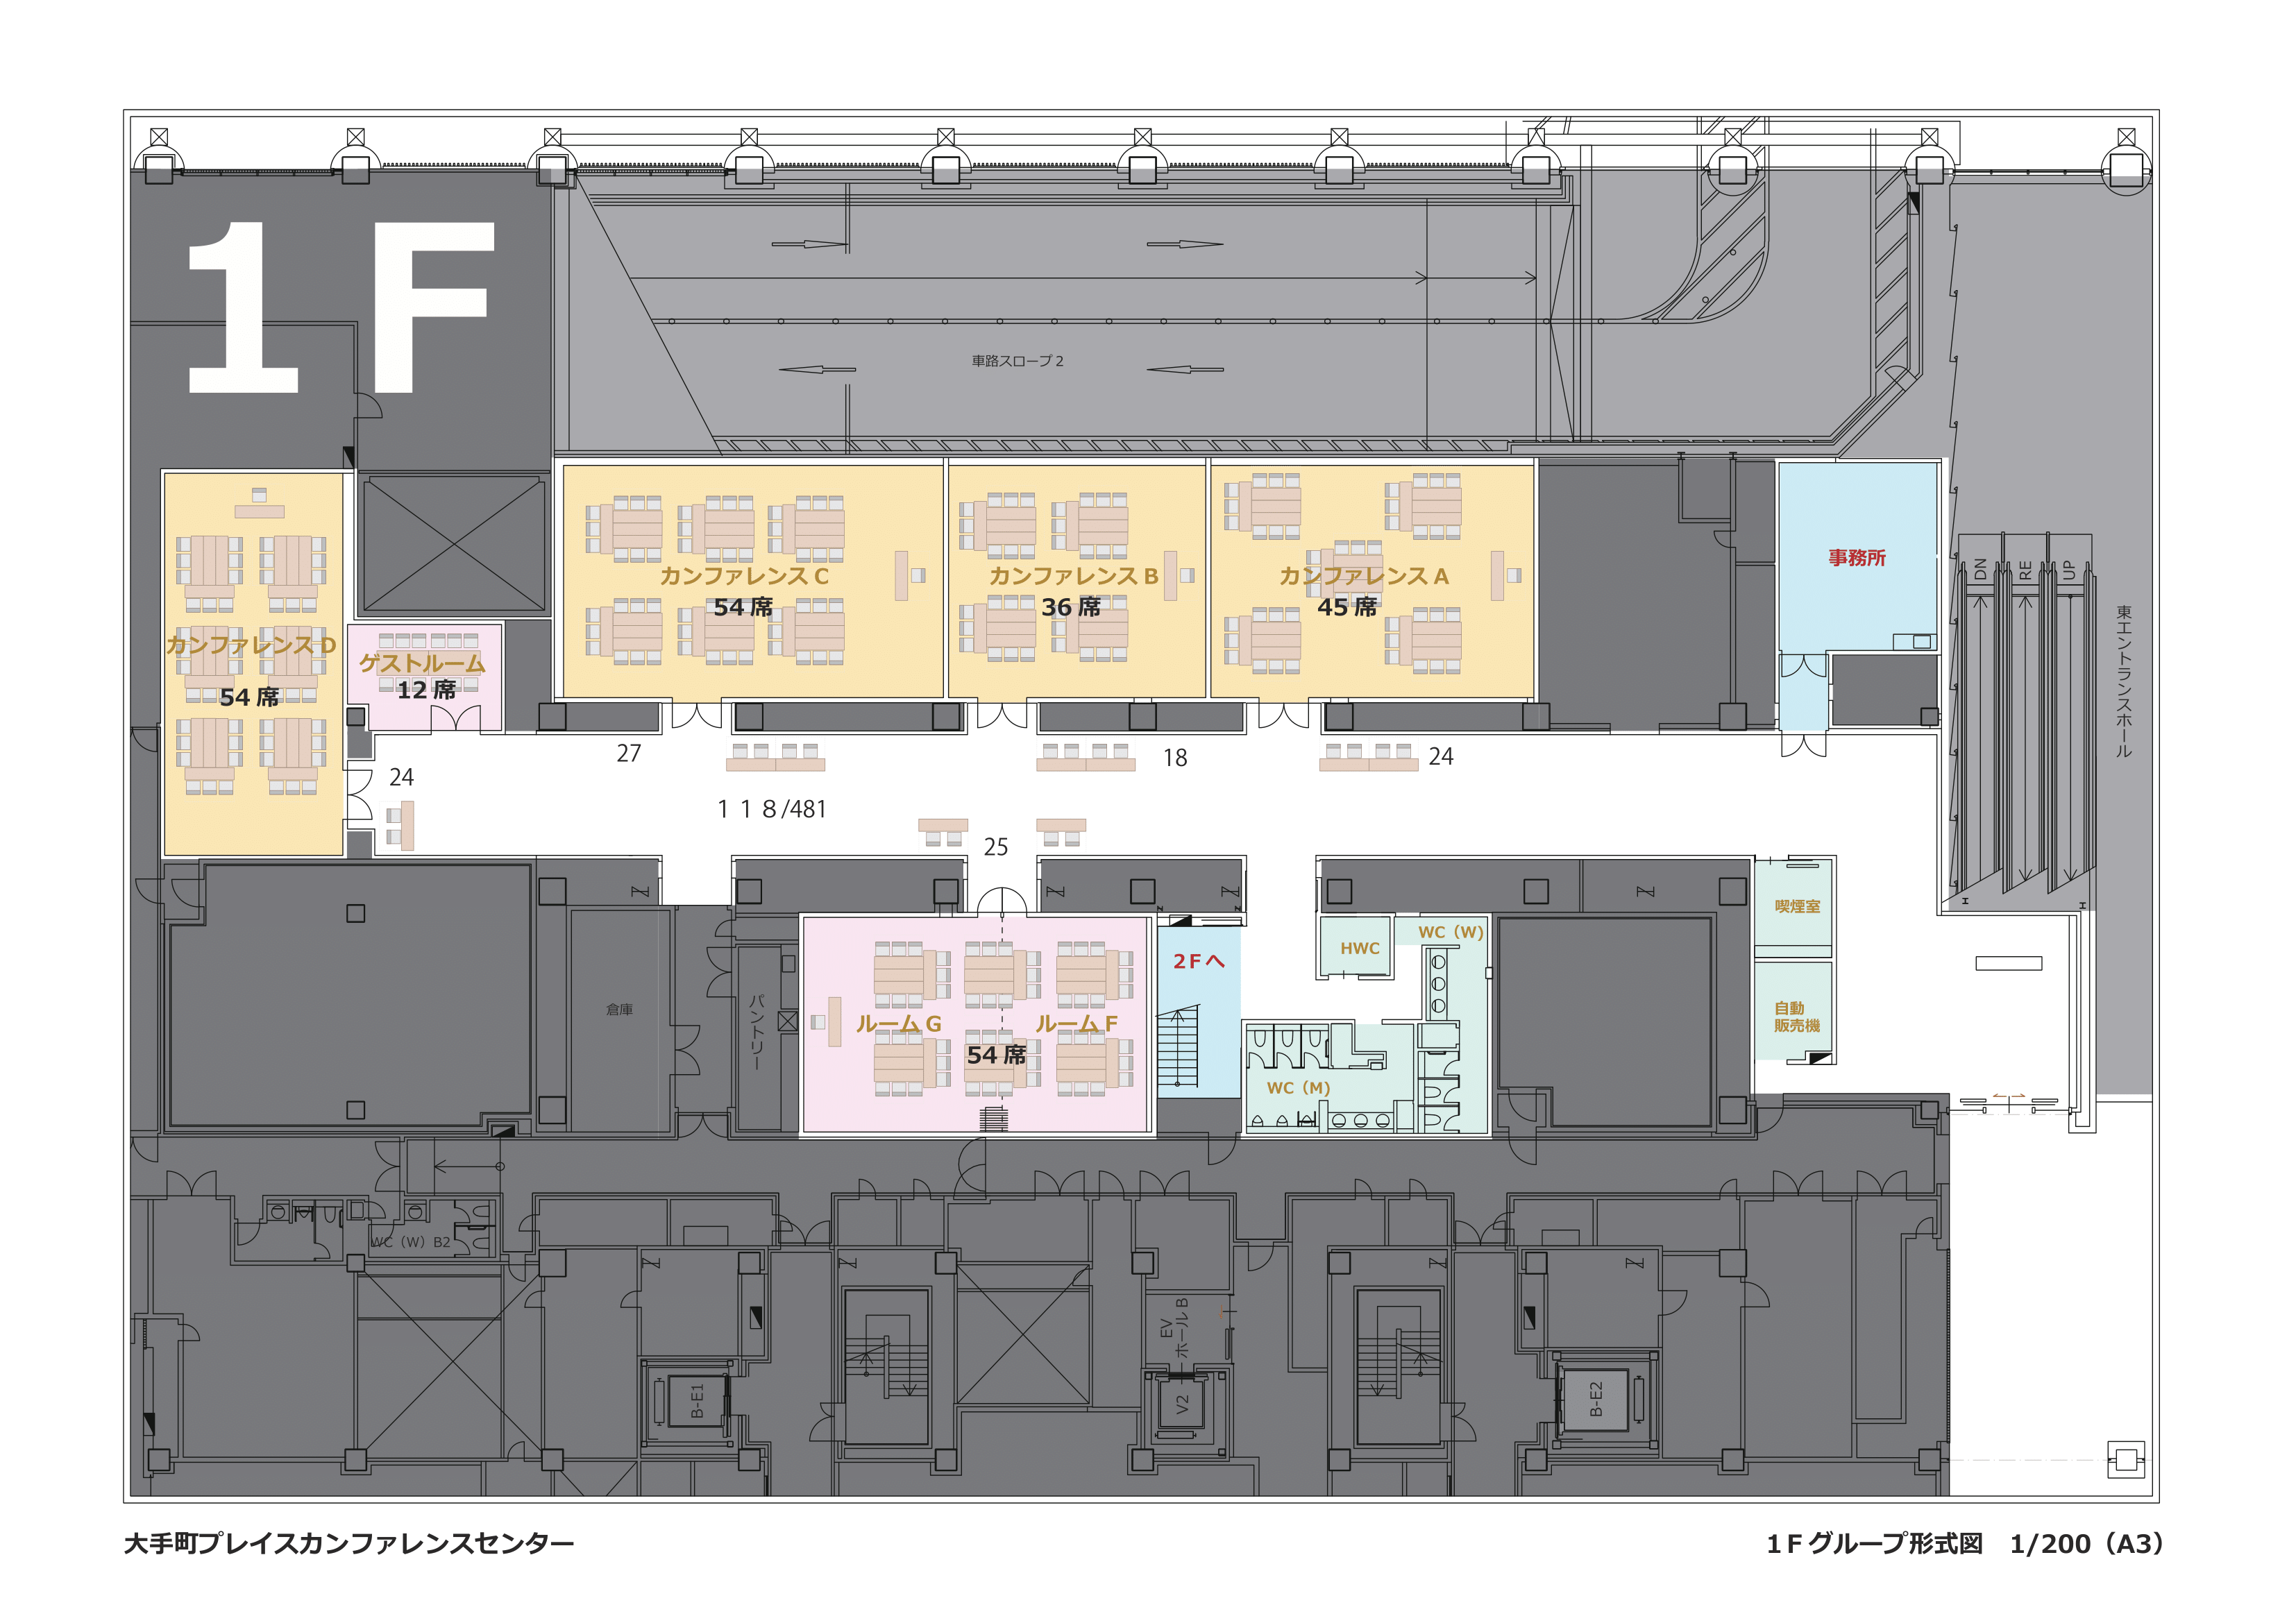 1F
車路スロープ2
カンファレンスC
54席
カンファレンスB
36席
カンファレンスA
45席
事務所
DN
RE
UP
東エントランスホール
カンファレンスD
54席
ゲストルーム
12席
27
18
24
24
118/481
25
倉庫
パントリー
ルームG
ルームF
54席
2Fへ
HWC
WC（W）
WC（M）
喫煙室
自動
販売機
WC（W）B2
EV
ホールB
B-E1
V2
B-E2
大手町プレイスカンファレンスセンター
1Fグループ形式図　1/200（A3）